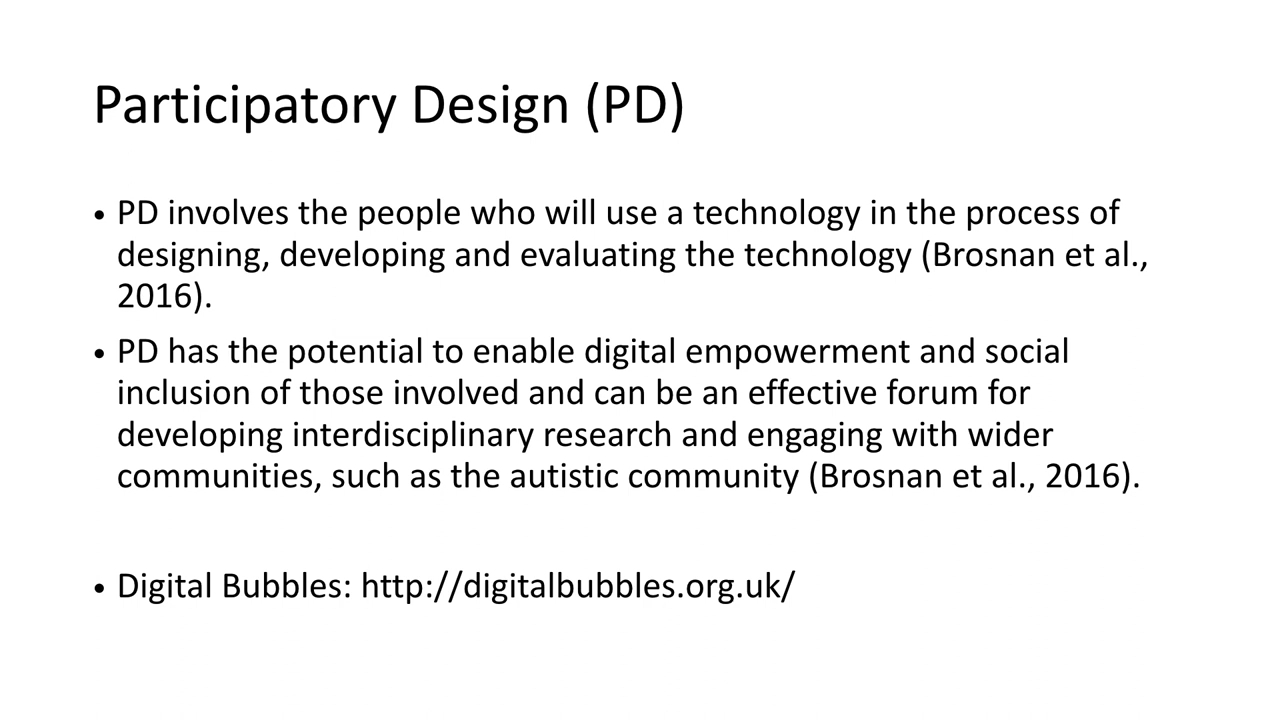 Participatory Design (PD)
• PD involves the people who will use a technology in the process of
designing, developing and evaluating the technology (Brosnan et al.,
2016).
• PD has the potential to enable digital empowerment and social
inclusion of those involved and can be an effective forum for
developing interdisciplinary research and engaging with wider
communities, such as the autistic community (Brosnan et al., 2016).
• Digital Bubbles: http://digitalbubbles.org.uk/